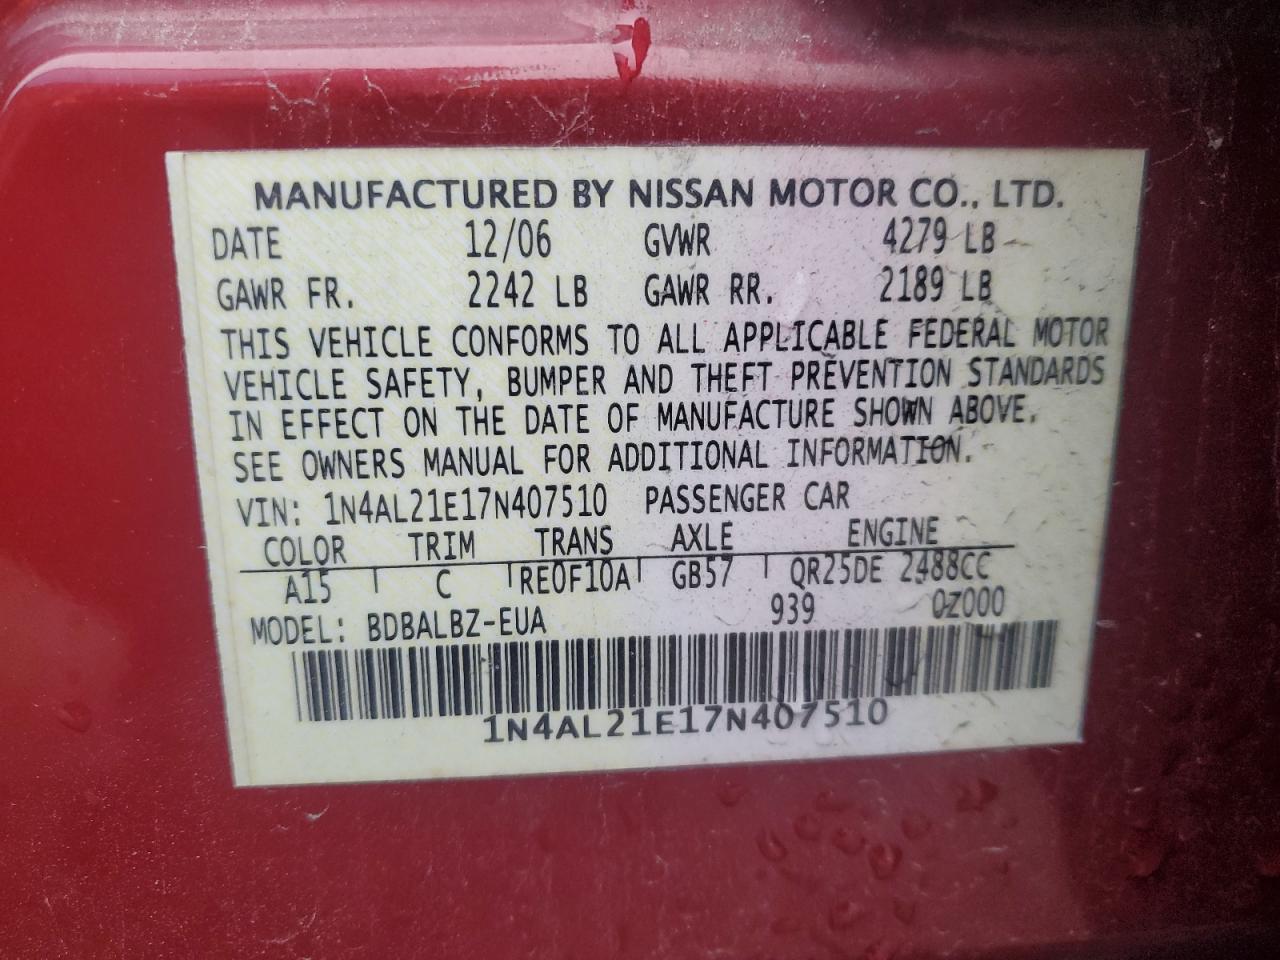 MANUFACTURED BY NISSAN MOTOR CO., LTD.
DATE 12/06 GVWR 4279 LB
GAWR FR. 2242 LB GAWR RR. 2189 LB
THIS VEHICLE CONFORMS TO ALL APPLICABLE FEDERAL MOTOR
VEHICLE SAFETY, BUMPER AND THEFT PREVENTION STANDARDS
IN EFFECT ON THE DATE OF MANUFACTURE SHOWN ABOVE.
SEE OWNERS MANUAL FOR ADDITIONAL INFORMATION.
VIN: 1N4AL21E17N407510 PASSENGER CAR
COLOR TRIM TRANS AXLE ENGINE
A15 C RE0F10A GB57 QR25DE 2488CC
MODEL: BDBALBZ-EUA 939 0Z000
1N4AL21E17N407510